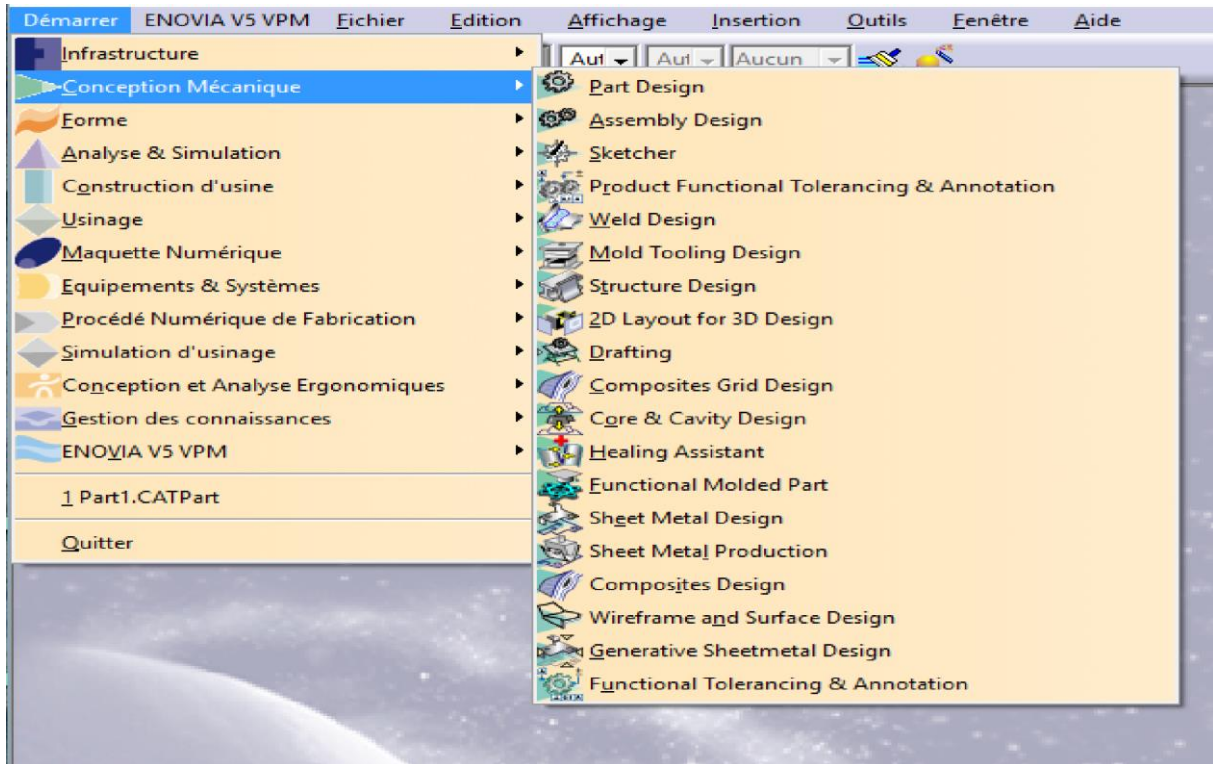 Démarrer ENOVIA V5 VPM Fichier Edition Affichage Insertion Outils Fenêtre Aide
Aut Aut Aucun
Infrastructure
Conception Mécanique
Forme
Analyse & Simulation
Construction d'usine
Usinage
Maquette Numérique
Equipements & Systèmes
Procédé Numérique de Fabrication
Simulation d'usinage
Conception et Analyse Ergonomiques
Gestion des connaissances
ENOVIA V5 VPM
1 Part1.CATPart
Quitter
Part Design
Assembly Design
Sketcher
Product Functional Tolerancing & Annotation
Weld Design
Mold Tooling Design
Structure Design
2D Layout for 3D Design
Drafting
Composites Grid Design
Core & Cavity Design
Healing Assistant
Functional Molded Part
Sheet Metal Design
Sheet Metal Production
Composites Design
Wireframe and Surface Design
Generative Sheetmetal Design
Functional Tolerancing & Annotation